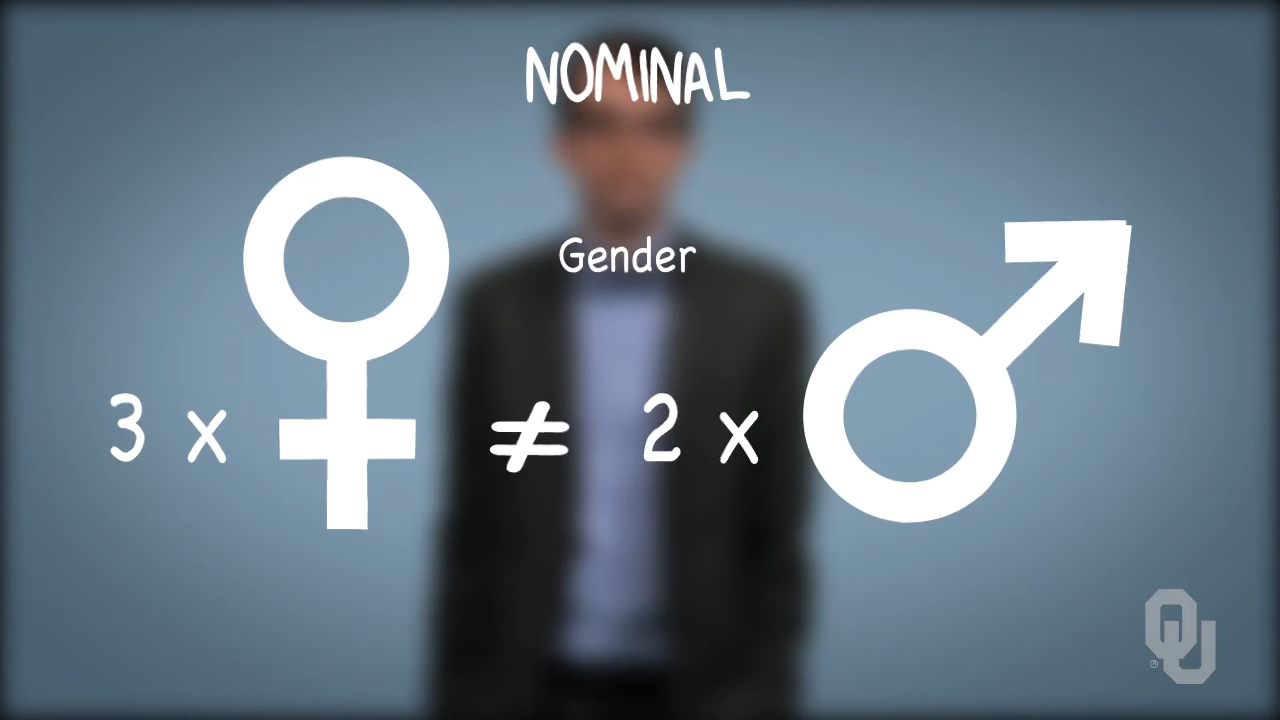 NOMINAL
Gender
3 x ≠ 2 x
OU
®